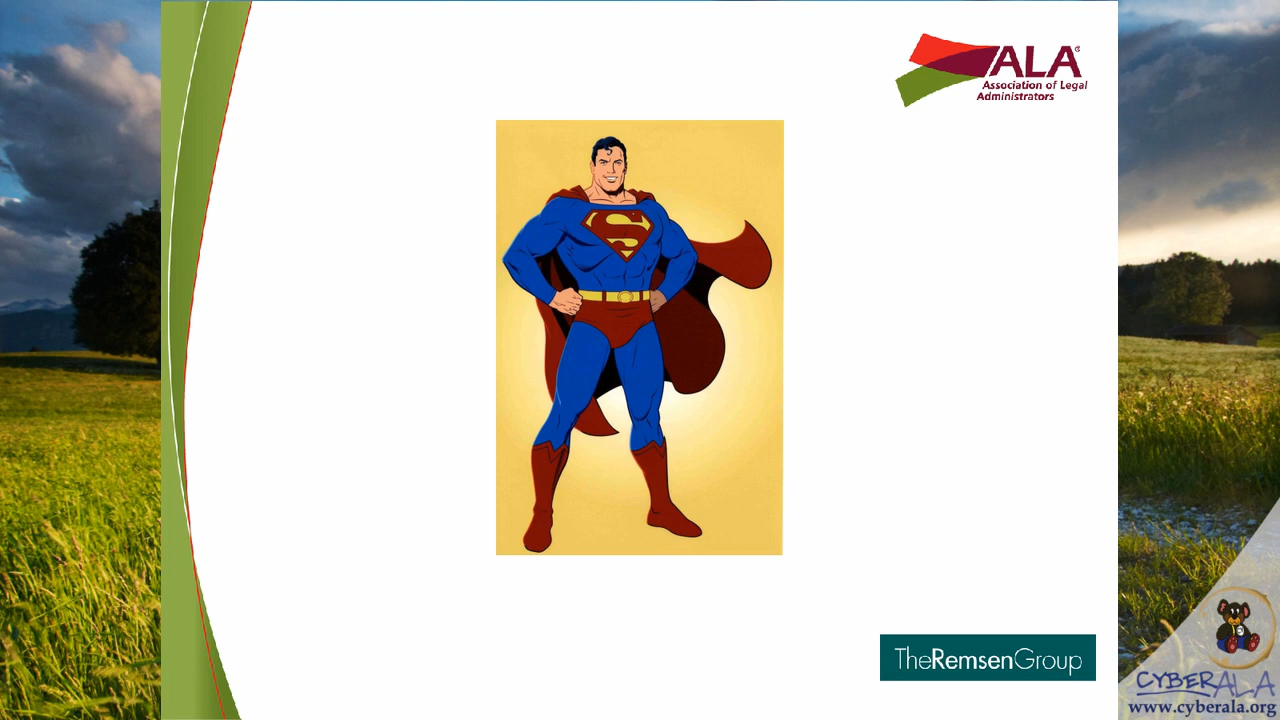 ALA®
Association of Legal
Administrators
S
TheRemsenGroup
CYBERALA
www.cyberala.org